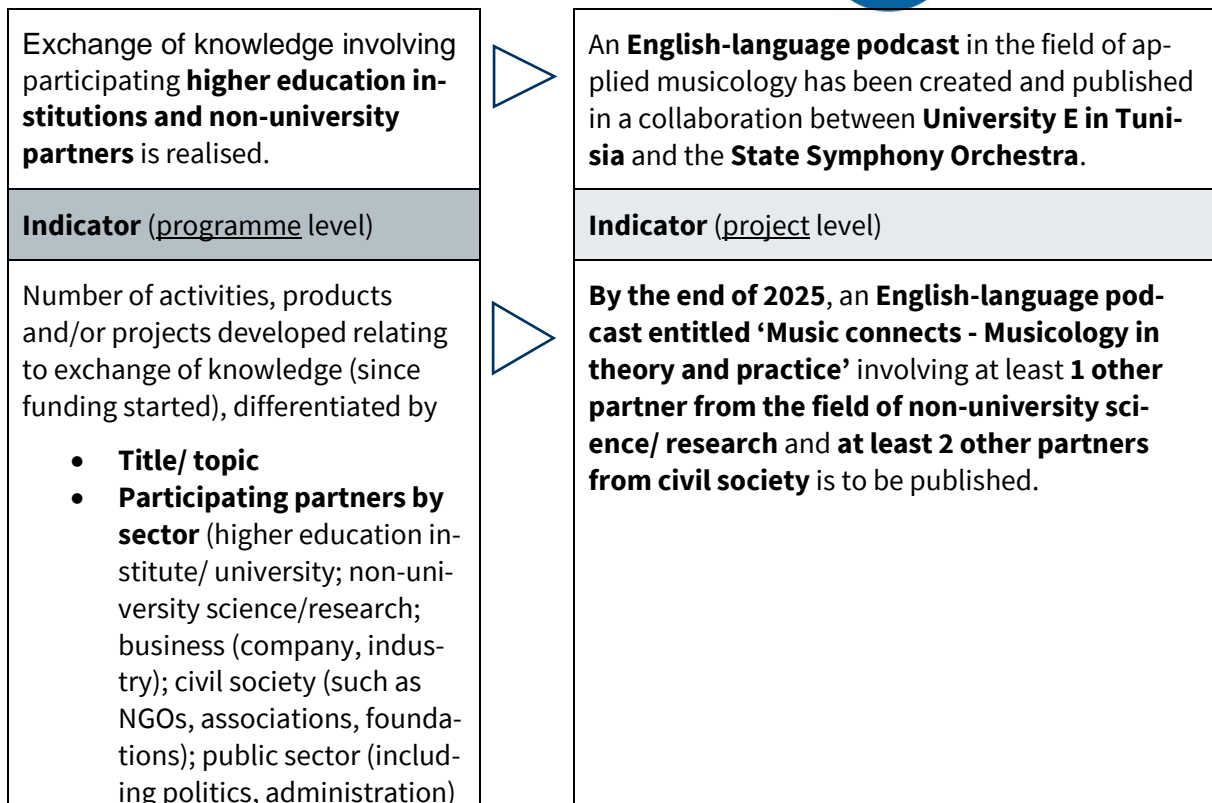 Exchange of knowledge involving
participating higher education in-
stitutions and non-university
partners is realised.
An English-language podcast in the field of ap-
plied musicology has been created and published
in a collaboration between University E in Tuni-
sia and the State Symphony Orchestra.
Indicator (programme level)
Indicator (project level)
Number of activities, products
and/or projects developed relating
to exchange of knowledge (since
funding started), differentiated by
• Title/ topic
• Participating partners by
sector (higher education in-
stitute/ university; non-uni-
versity science/research;
business (company, indus-
try); civil society (such as
NGOs, associations, founda-
tions); public sector (includ-
ing politics, administration)
By the end of 2025, an English-language pod-
cast entitled ‘Music connects - Musicology in
theory and practice’ involving at least 1 other
partner from the field of non-university sci-
ence/ research and at least 2 other partners
from civil society is to be published.